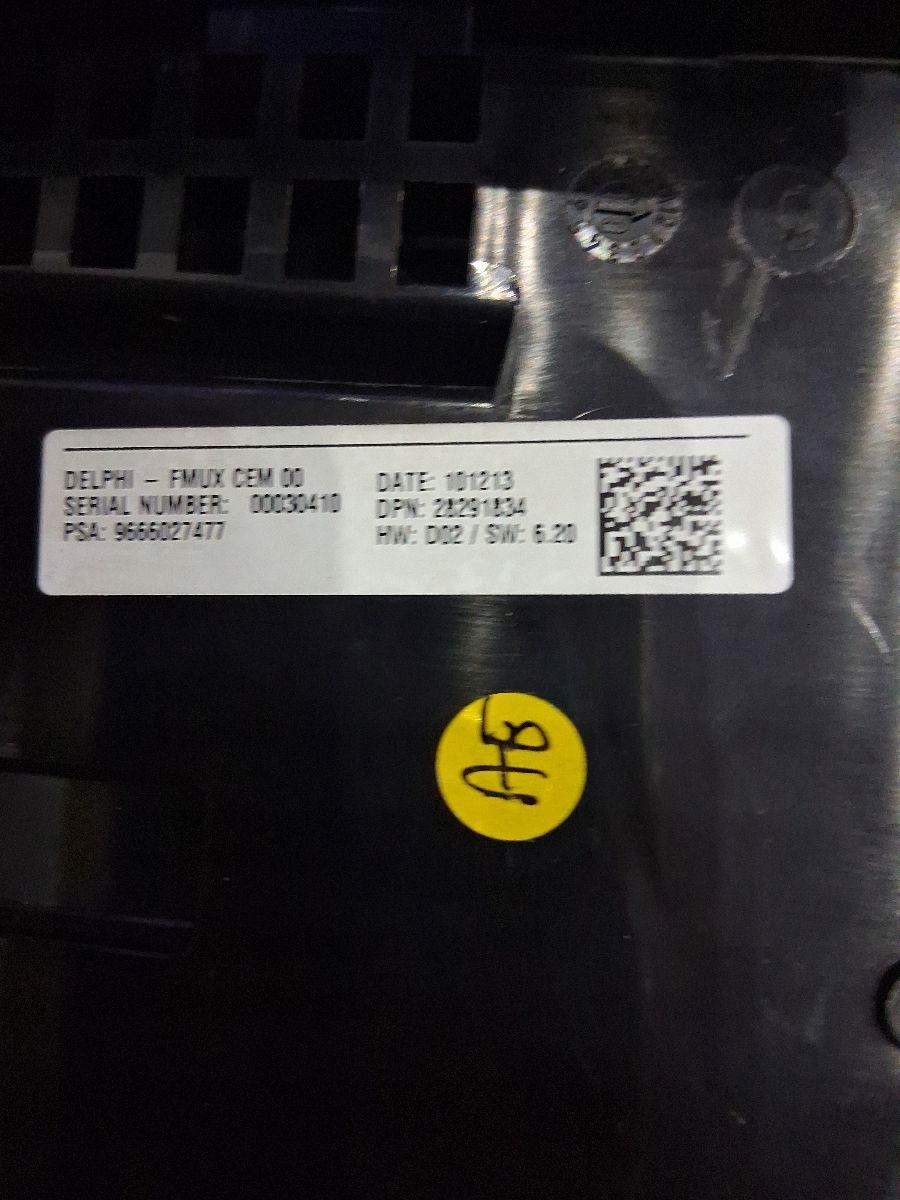 DELPHI - FMUX CEM 00
SERIAL NUMBER: 00030410
PSA: 9666027477
DATE: 101213
DPN: 28291834
HW: D02 / SW: 6.20